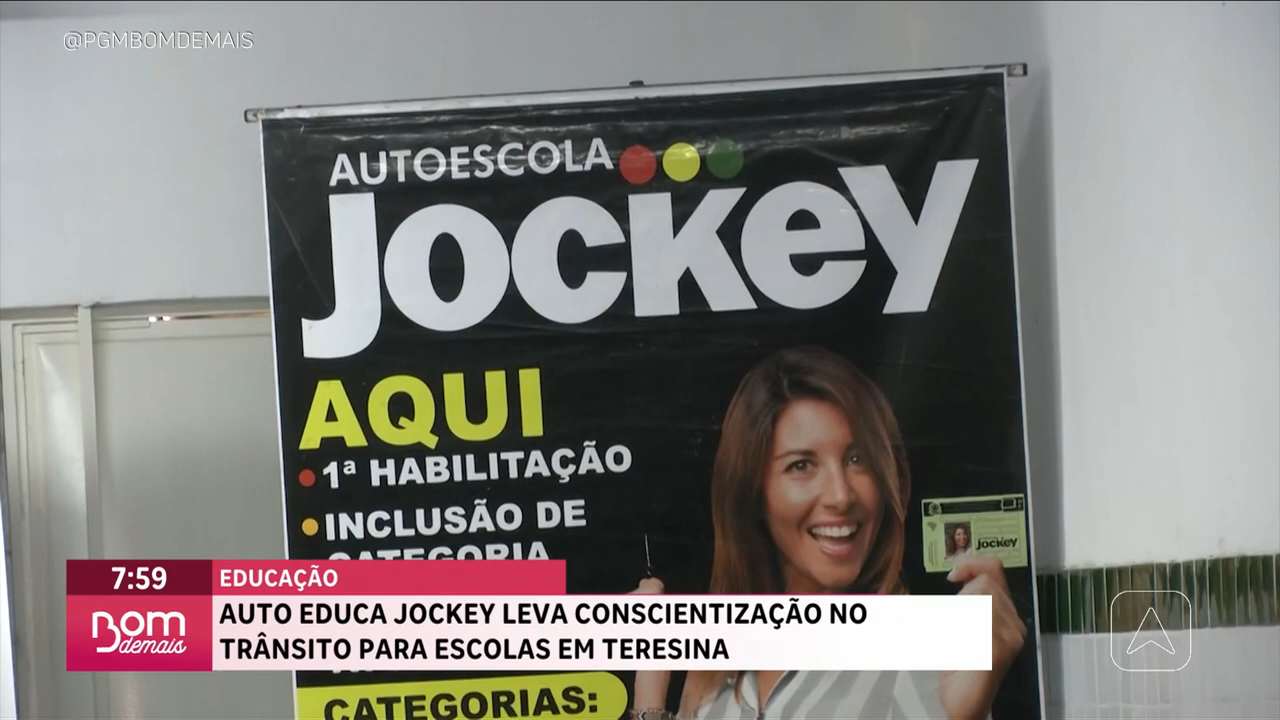 @PGMBOMDEMAIS
AUTOESCOLA
Jockey
AQUI
1ª HABILITAÇÃO
INCLUSÃO DE
CATEGORIA
Jockey
7:59
EDUCAÇÃO
Bom
demais
AUTO EDUCA JOCKEY LEVA CONSCIENTIZAÇÃO NO
TRÂNSITO PARA ESCOLAS EM TERESINA
CATEGORIAS: